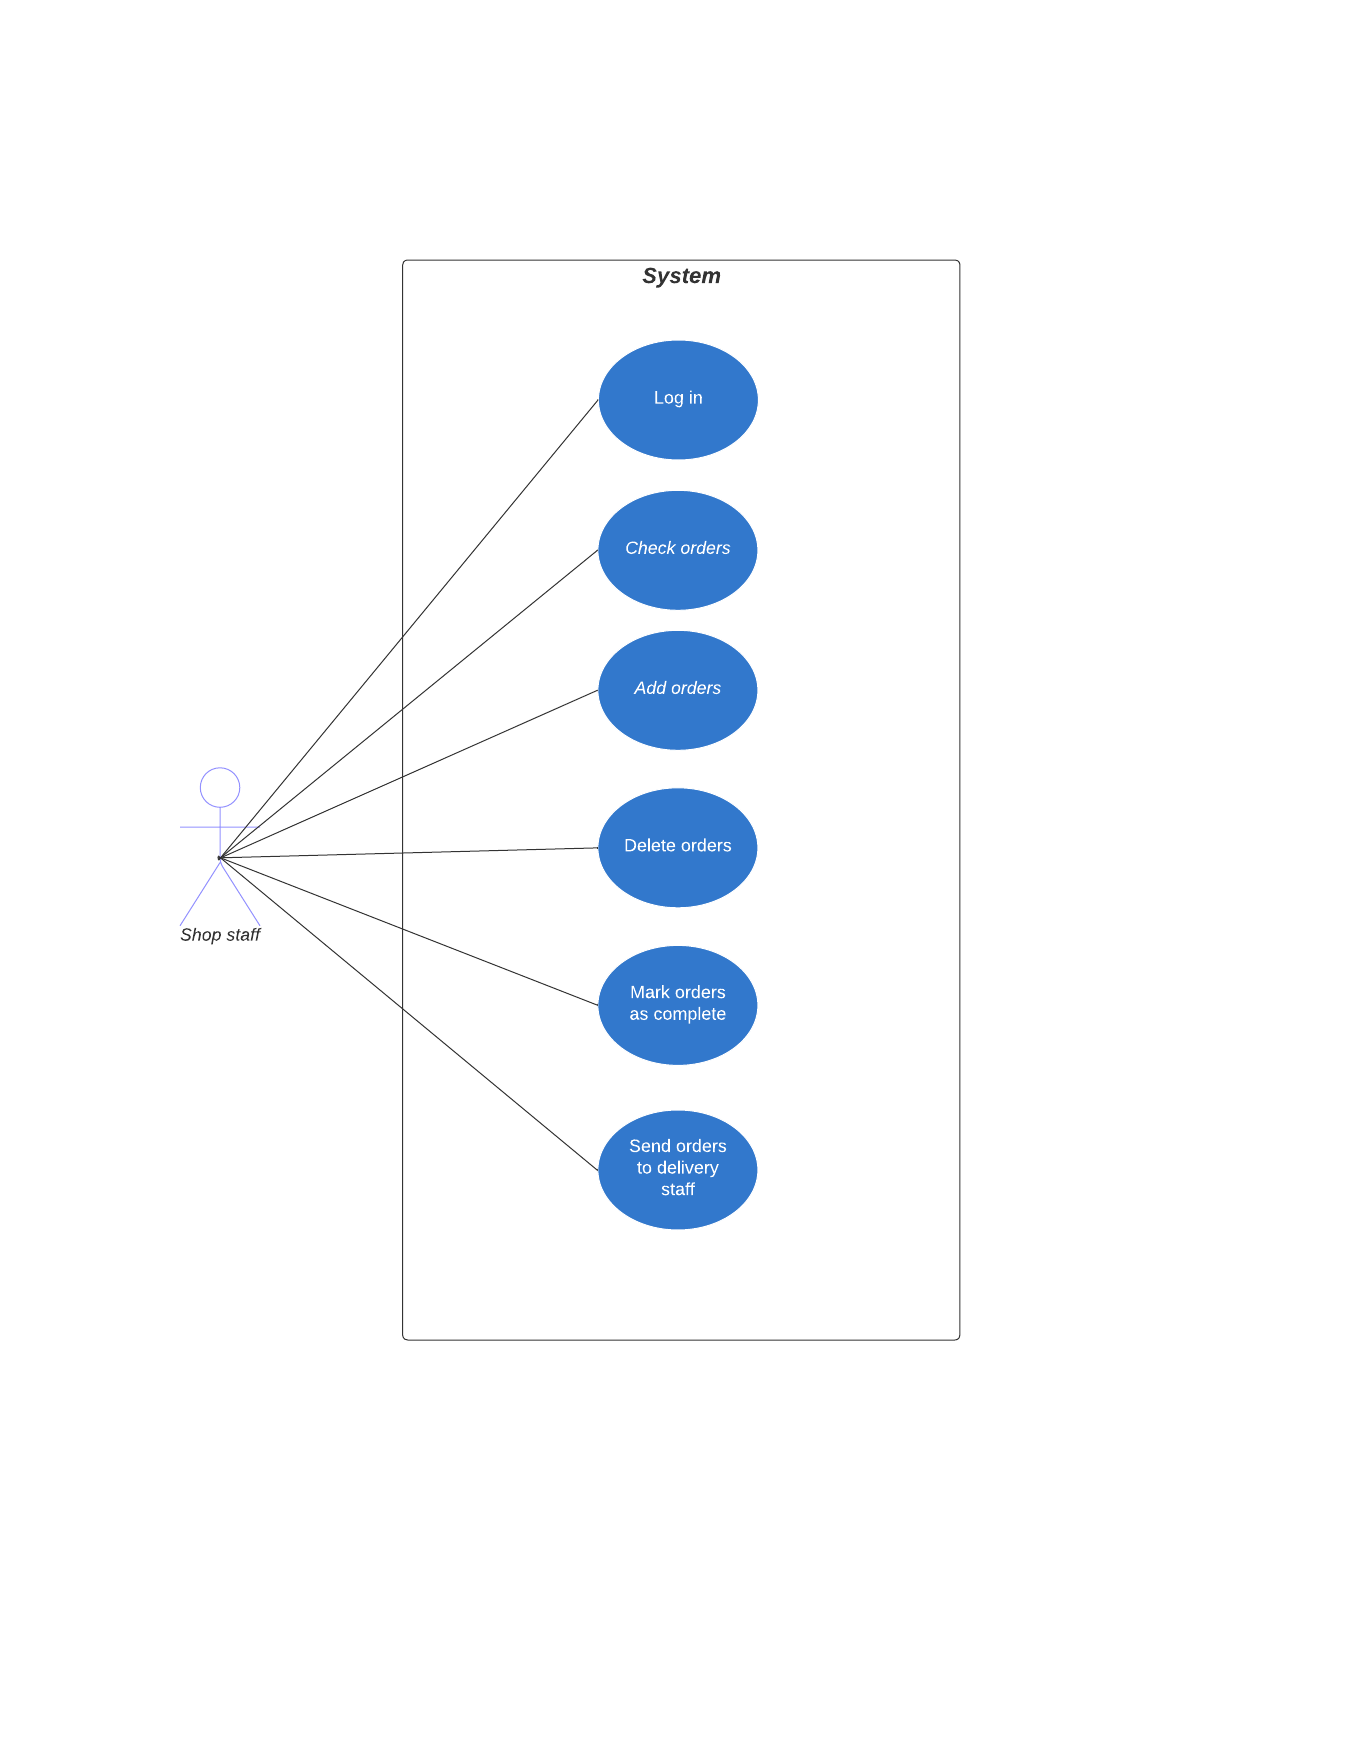 System
Log in
Check orders
Add orders
Delete orders
Shop staff
Mark orders
as complete
Send orders
to delivery
staff